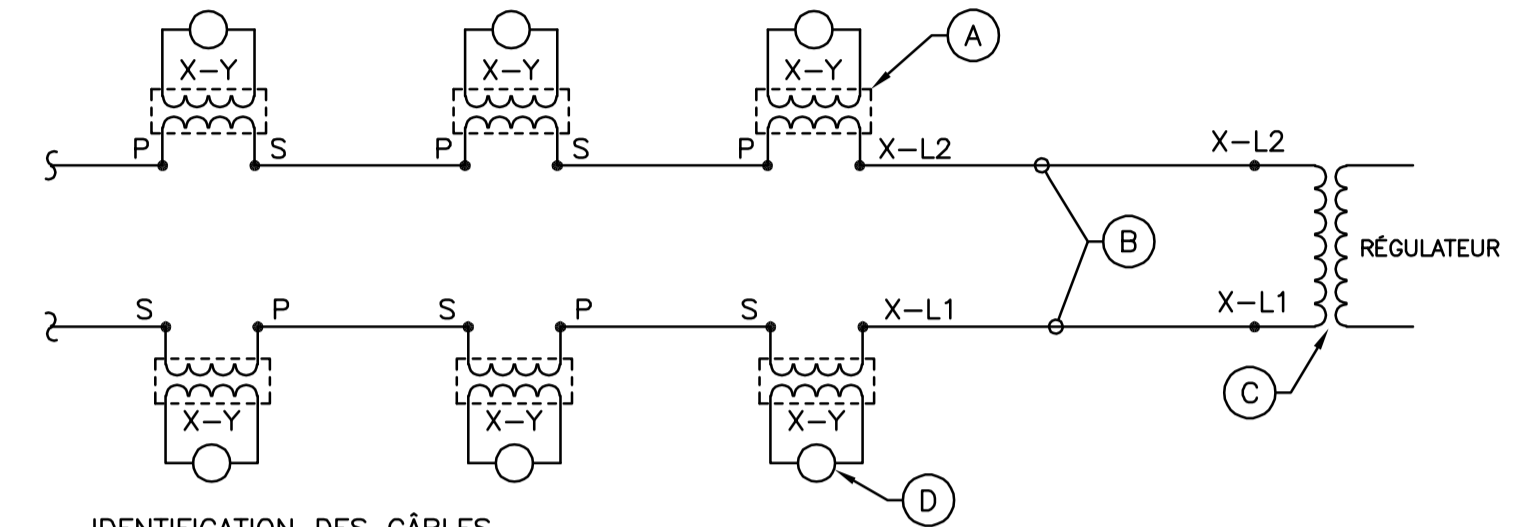 A
X–Y X–Y X–Y
P S P S P X–L2 X–L2
B
RÉGULATEUR
S P S P S X–L1 X–L1
C
X–Y X–Y X–Y
D
IDENTIFICATION DES CÂBLES